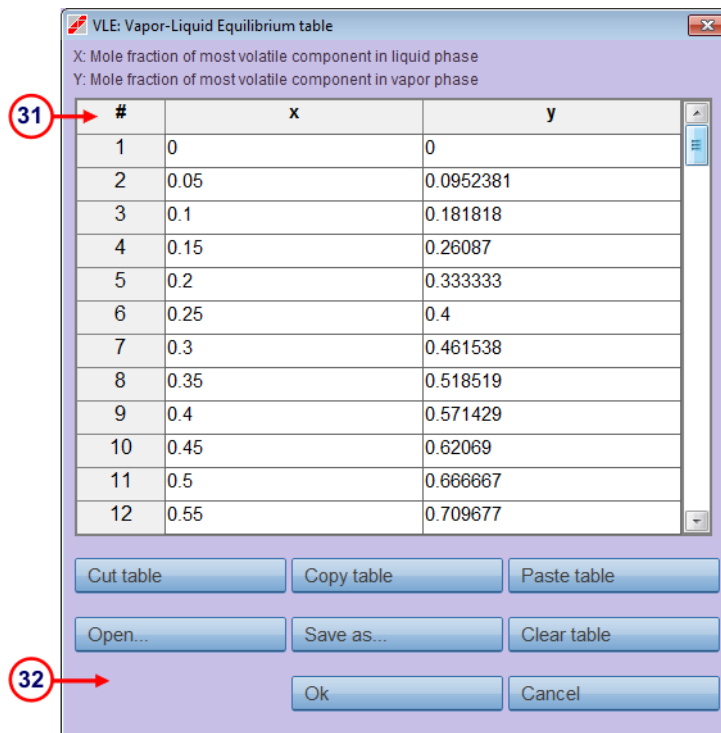 VLE: Vapor-Liquid Equilibrium table
X: Mole fraction of most volatile component in liquid phase
Y: Mole fraction of most volatile component in vapor phase
31
# x y
1 0 0
2 0.05 0.0952381
3 0.1 0.181818
4 0.15 0.26087
5 0.2 0.333333
6 0.25 0.4
7 0.3 0.461538
8 0.35 0.518519
9 0.4 0.571429
10 0.45 0.62069
11 0.5 0.666667
12 0.55 0.709677
Cut table Copy table Paste table
Open... Save as... Clear table
32
Ok Cancel